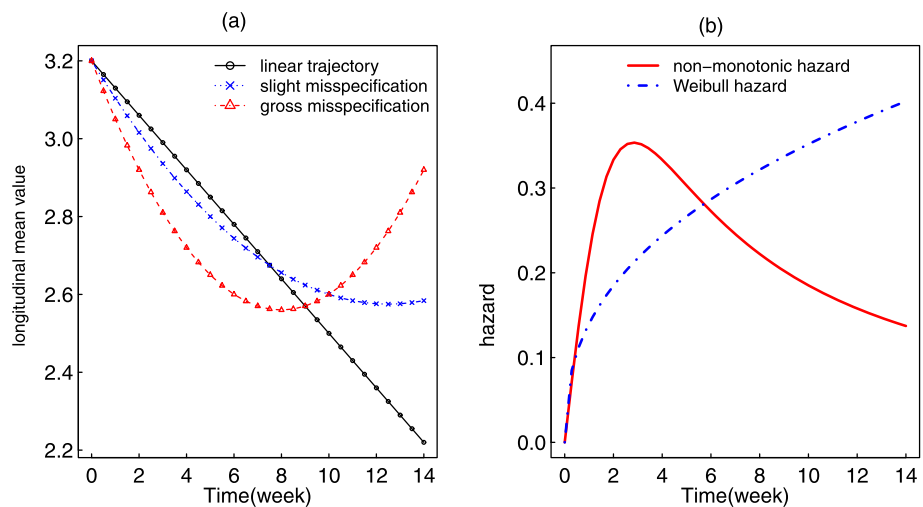 (a)
linear trajectory
slight misspecification
gross misspecification
longitudinal mean value
3.2
3.0
2.8
2.6
2.4
2.2
0 2 4 6 8 10 12 14
Time(week)
(b)
non−monotonic hazard
Weibull hazard
hazard
0.4
0.3
0.2
0.1
0.0
0 2 4 6 8 10 12 14
Time(week)